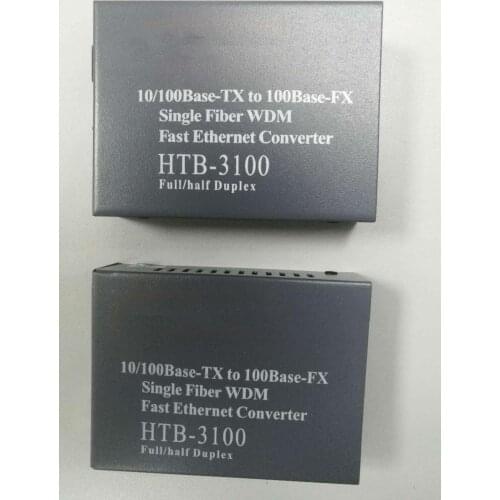 10/100Base-TX to 100Base-FX
Single Fiber WDM
Fast Ethernet Converter
HTB-3100
Full/half Duplex
10/100Base-TX to 100Base-FX
Single Fiber WDM
Fast Ethernet Converter
HTB-3100
Full/half Duplex